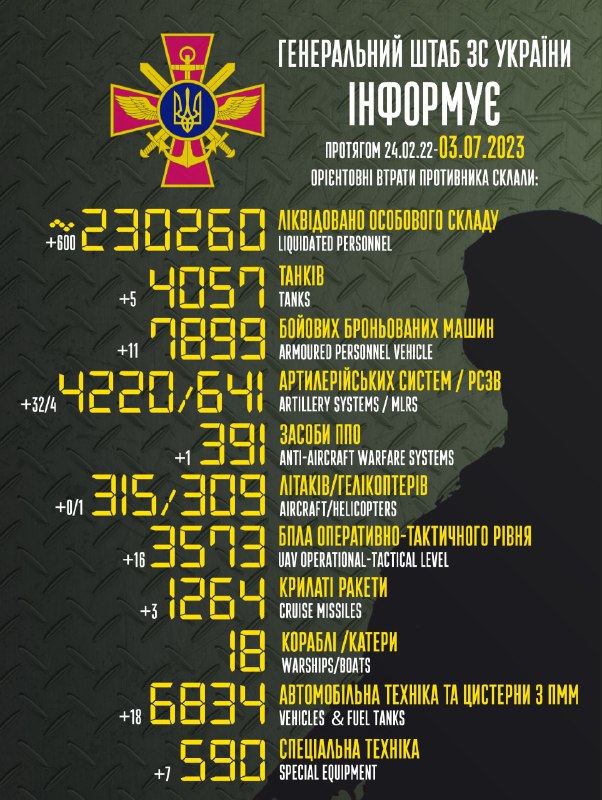 ГЕНЕРАЛЬНИЙ ШТАБ ЗС УКРАЇНИ
ІНФОРМУЄ
ПРОТЯГОМ 24.02.22-03.07.2023
ОРІЄНТОВНІ ВТРАТИ ПРОТИВНИКА СКЛАЛИ:
+600 ~230260 ЛІКВІДОВАНО ОСОБОВОГО СКЛАДУ
LIQUIDATED PERSONNEL
+5 4057 ТАНКІВ
TANKS
+11 7899 БОЙОВИХ БРОНЬОВАНИХ МАШИН
ARMOURED PERSONNEL VEHICLE
+32/4 4220/641 АРТИЛЕРІЙСЬКИХ СИСТЕМ / РСЗВ
ARTILLERY SYSTEMS / MLRS
+1 391 ЗАСОБИ ППО
ANTI-AIRCRAFT WARFARE SYSTEMS
+0/1 315/309 ЛІТАКІВ/ГЕЛІКОПТЕРІВ
AIRCRAFT/HELICOPTERS
+16 3573 БПЛА ОПЕРАТИВНО-ТАКТИЧНОГО РІВНЯ
UAV OPERATIONAL-TACTICAL LEVEL
+3 1264 КРИЛАТІ РАКЕТИ
CRUISE MISSILES
18 КОРАБЛІ /КАТЕРИ
WARSHIPS/BOATS
+18 6834 АВТОМОБІЛЬНА ТЕХНІКА ТА ЦИСТЕРНИ З ПММ
VEHICLES & FUEL TANKS
+7 590 СПЕЦІАЛЬНА ТЕХНІКА
SPECIAL EQUIPMENT